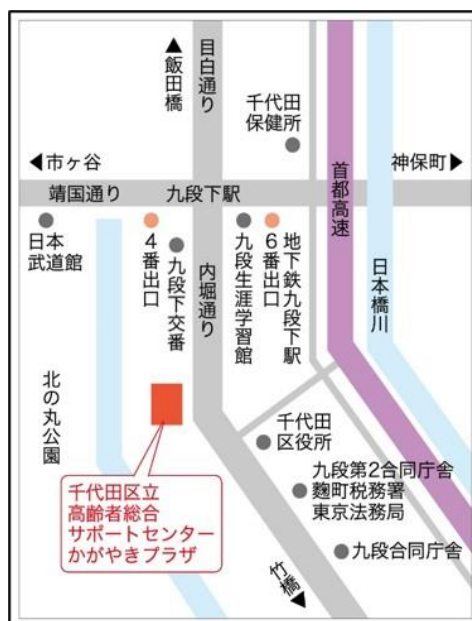 ▲飯田橋
目白通り
千代田
保健所
◀市ヶ谷
首都高速
神保町▶
靖国通り
九段下駅
日本
武道館
4番出口
九段下交番
内堀通り
九段生涯学習館
6番出口
地下鉄九段下駅
日本橋川
北の丸公園
千代田
区役所
千代田区立
高齢者総合
サポートセンター
かがやきプラザ
九段第2合同庁舎
麴町税務署
東京法務局
九段合同庁舎
竹橋▼